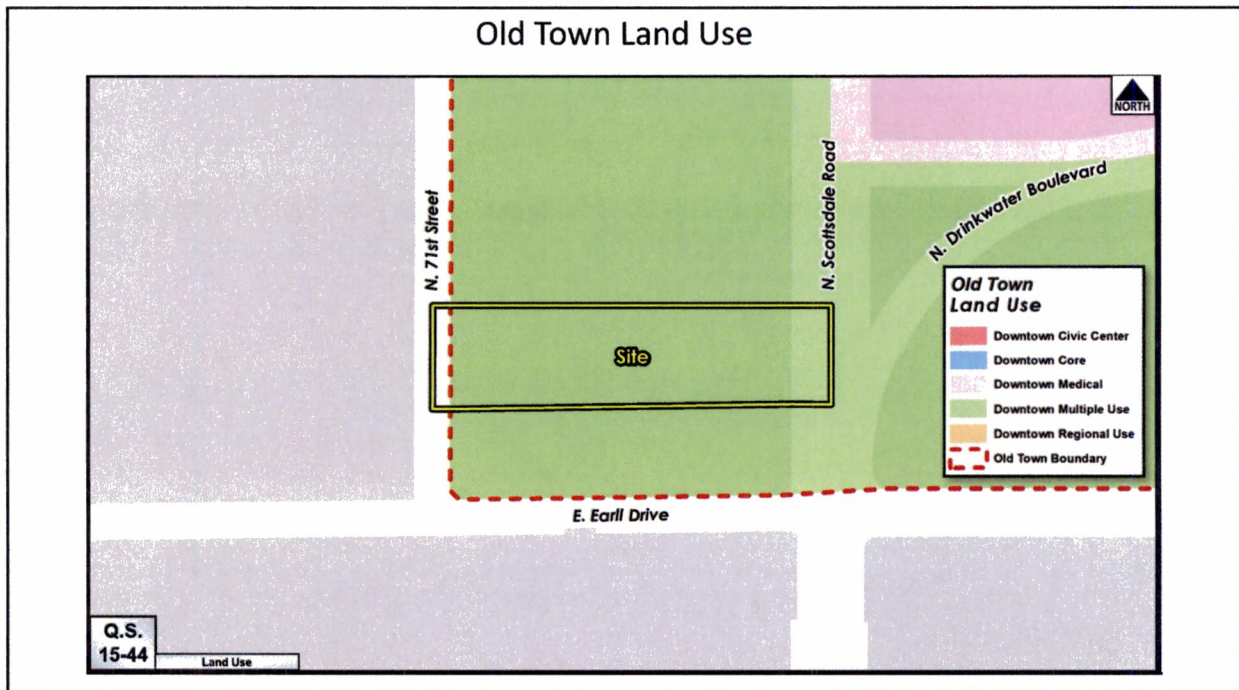 Old Town Land Use
NORTH
N. 71st Street
N. Scottsdale Road
N. Drinkwater Boulevard
Site
Old Town
Land Use
Downtown Civic Center
Downtown Core
Downtown Medical
Downtown Multiple Use
Downtown Regional Use
Old Town Boundary
E. Earll Drive
Q.S.
15-44
Land Use